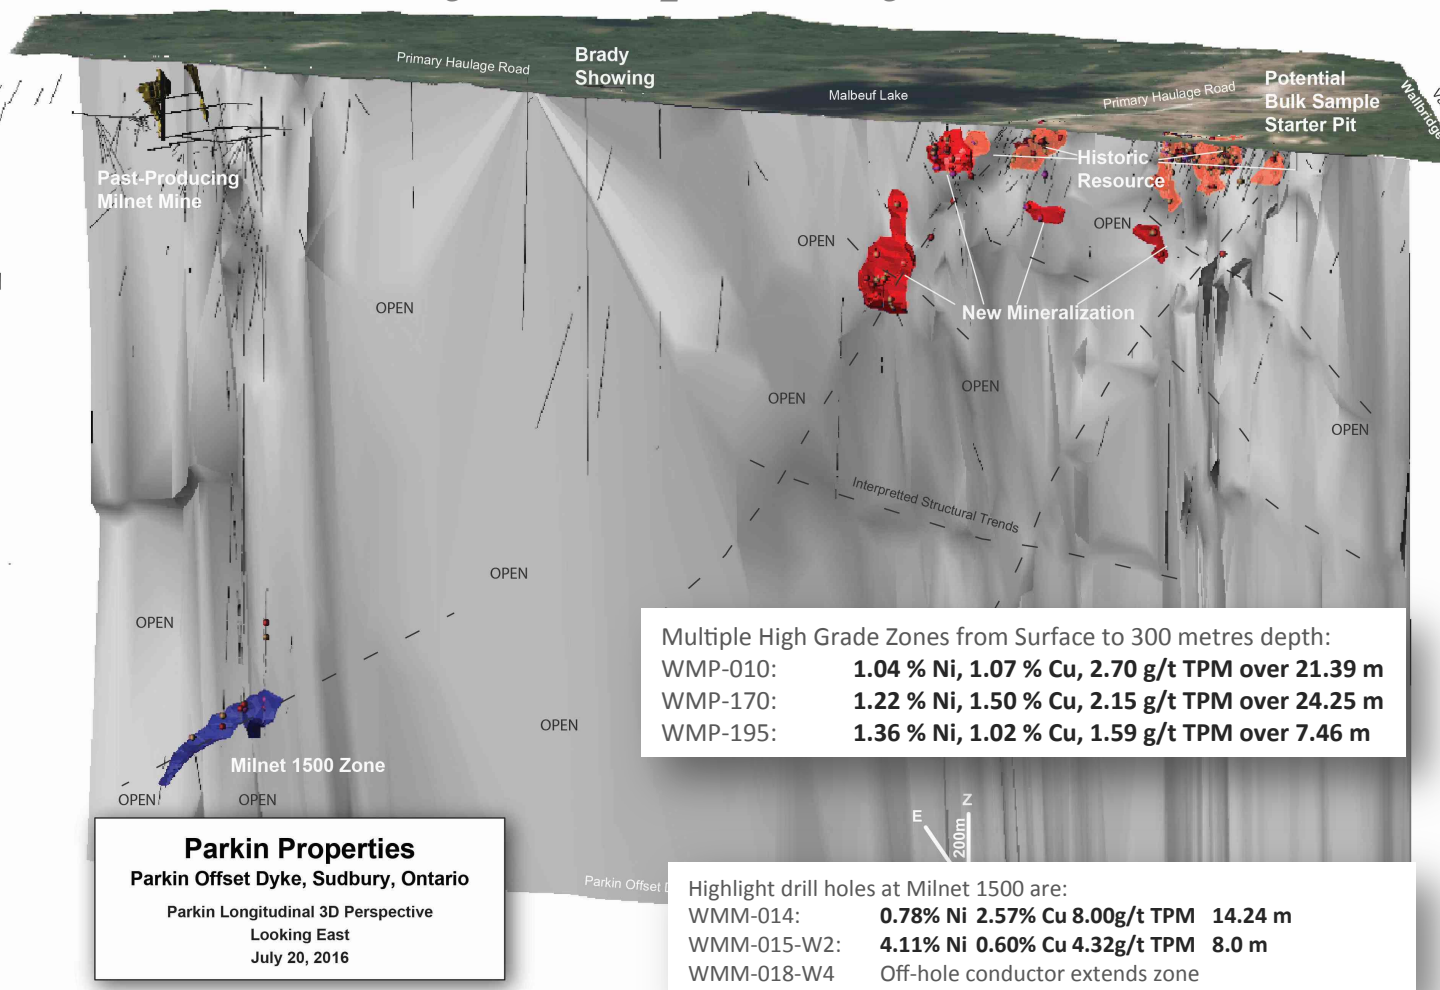 Primary Haulage Road
Brady
Showing
Malbeuf Lake
Primary Haulage Road
Potential
Bulk Sample
Starter Pit
Wallbridge
Past-Producing
Milnet Mine
Historic
Resource
OPEN
OPEN
OPEN
New Mineralization
OPEN
OPEN
OPEN
Interpretted Structural Trends
OPEN
OPEN
OPEN
OPEN
Multiple High Grade Zones from Surface to 300 metres depth:
WMP-010: 1.04 % Ni, 1.07 % Cu, 2.70 g/t TPM over 21.39 m
WMP-170: 1.22 % Ni, 1.50 % Cu, 2.15 g/t TPM over 24.25 m
WMP-195: 1.36 % Ni, 1.02 % Cu, 1.59 g/t TPM over 7.46 m
Milnet 1500 Zone
OPEN
OPEN
E
Z
200m
Parkin Properties
Parkin Offset Dyke, Sudbury, Ontario
Parkin Longitudinal 3D Perspective
Looking East
July 20, 2016
Parkin Offset
Highlight drill holes at Milnet 1500 are:
WMM-014: 0.78% Ni 2.57% Cu 8.00g/t TPM 14.24 m
WMM-015-W2: 4.11% Ni 0.60% Cu 4.32g/t TPM 8.0 m
WMM-018-W4 Off-hole conductor extends zone